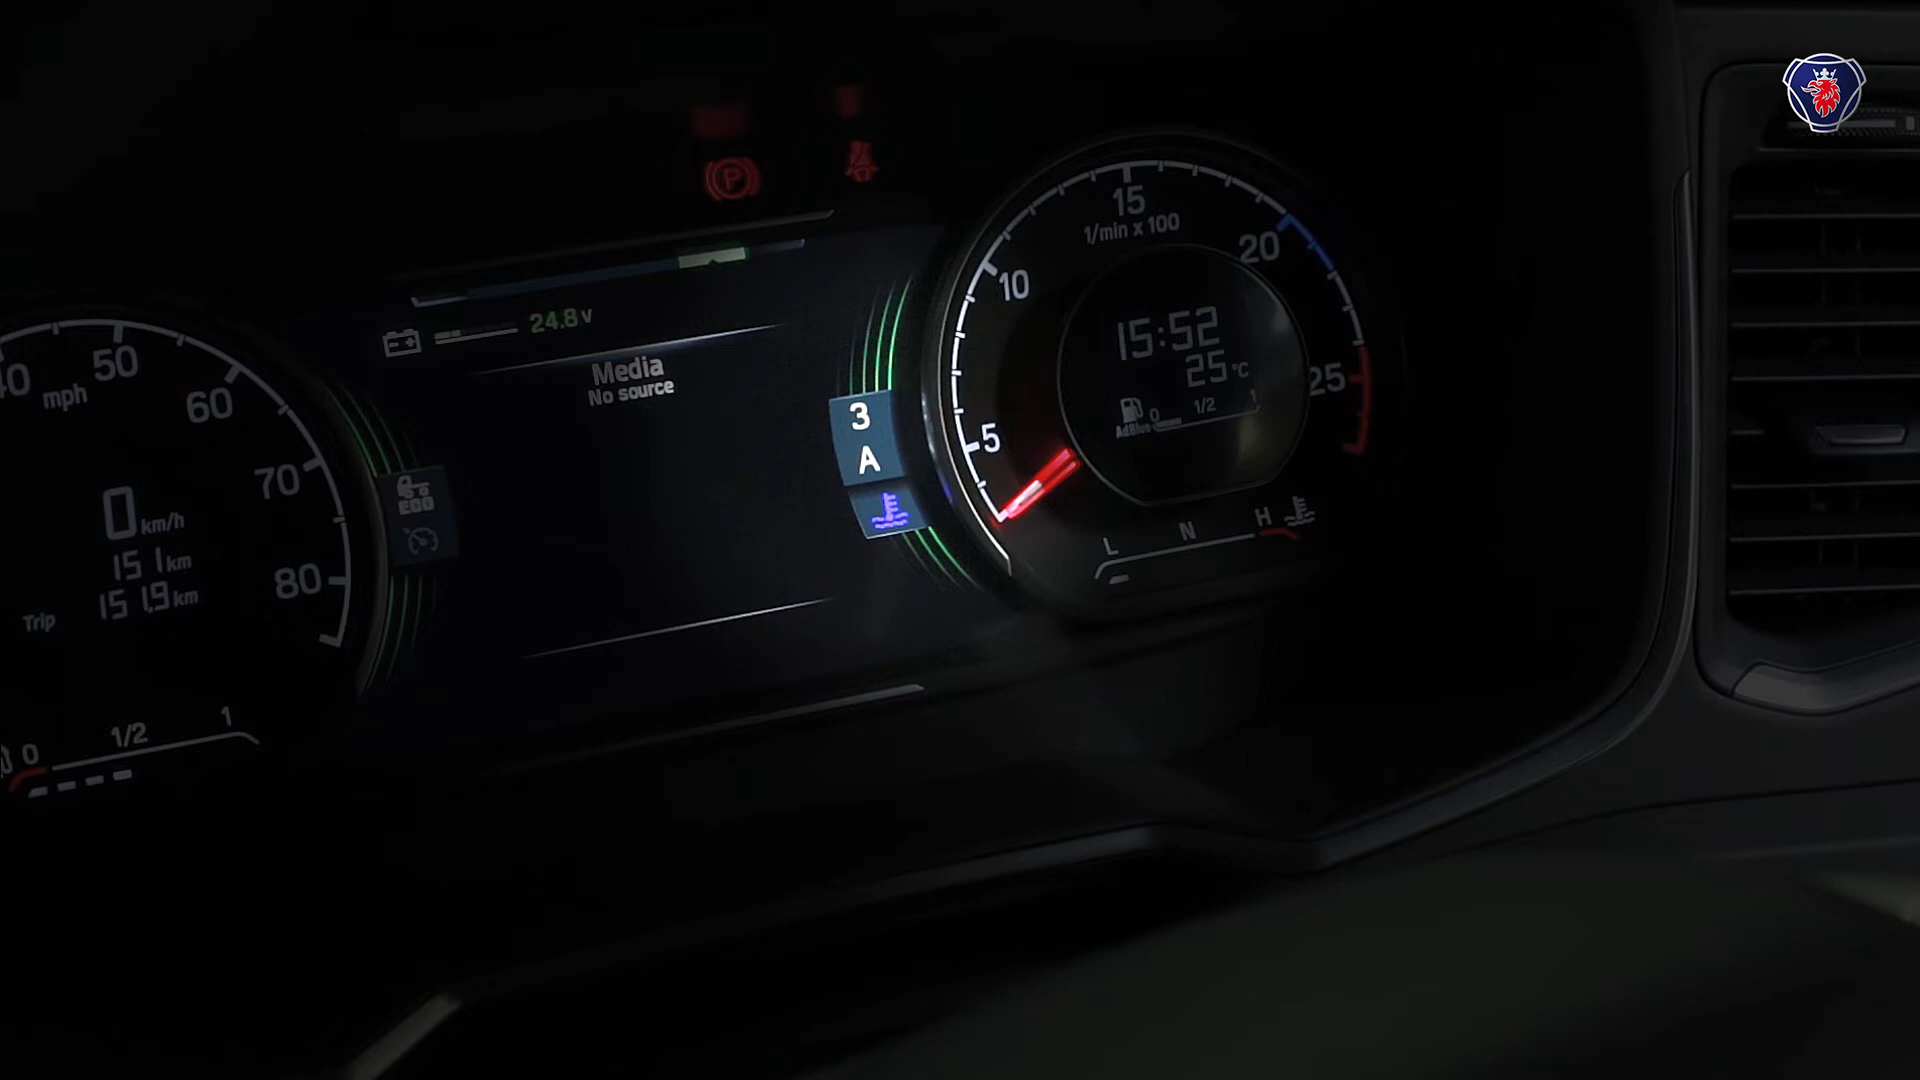 24.8 V
Media
No source
3
A
40
50
60
70
80
mph
0 km/h
151 km
Trip 151.9 km
0 1/2 1
ECO
P
5
10
15
20
25
1/min x 100
15:52
25 °C
0 1/2 1
AdBlue
L N H